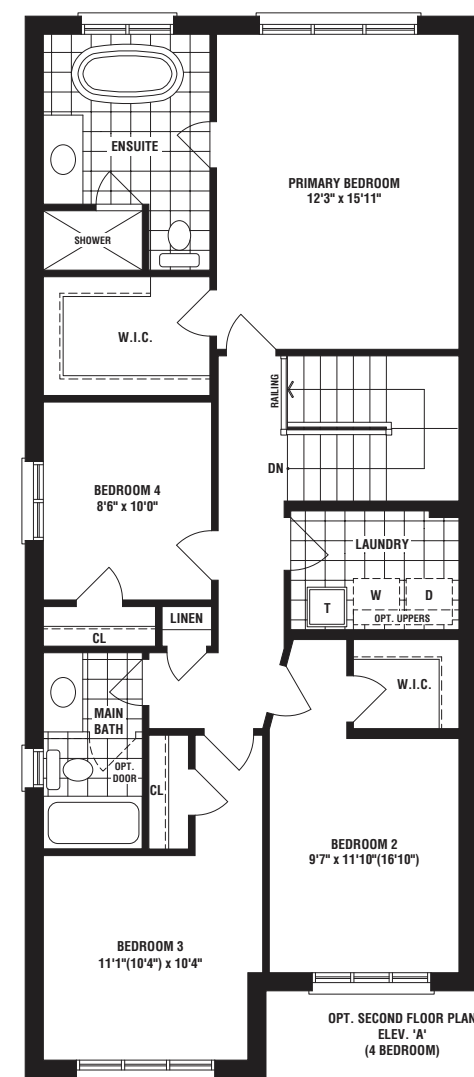 ENSUITE
PRIMARY BEDROOM
12'3" x 15'11"
SHOWER
W.I.C.
RAILING
BEDROOM 4
8'6" x 10'0"
DN
LAUNDRY
W
D
T
OPT. UPPERS
LINEN
CL
W.I.C.
MAIN
BATH
OPT.
DOOR
CL
BEDROOM 2
9'7" x 11'10"(16'10")
BEDROOM 3
11'1"(10'4") x 10'4"
OPT. SECOND FLOOR PLAN
ELEV. 'A'
(4 BEDROOM)